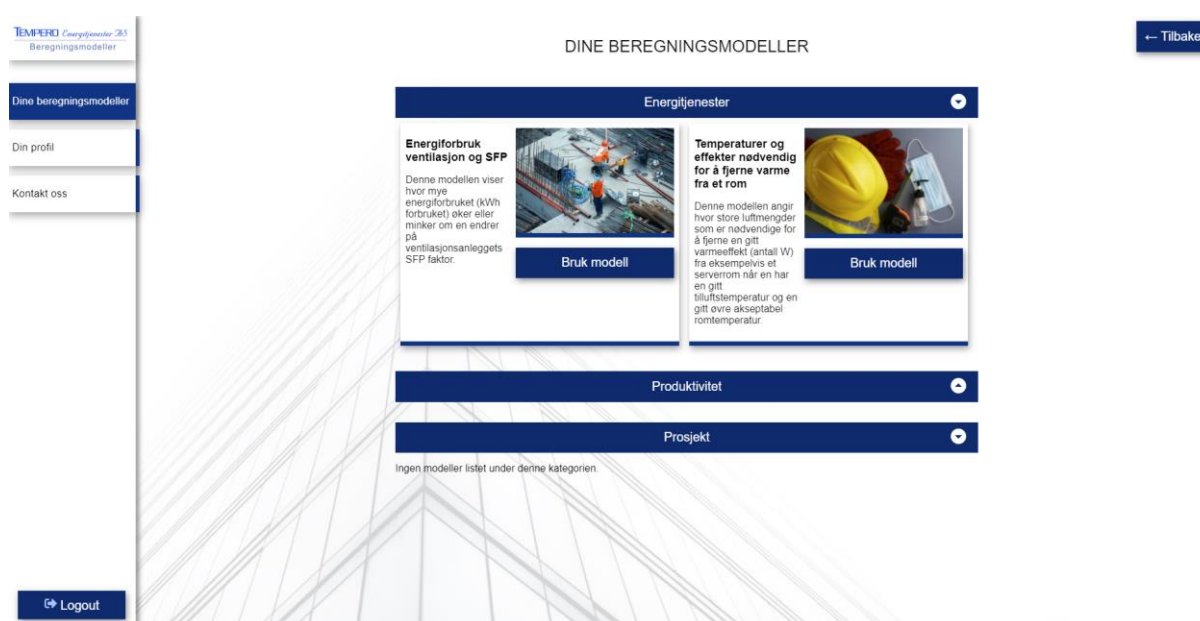 TEMPERO Energitjenester AS
Beregningsmodeller
← Tilbake
DINE BEREGNINGSMODELLER
Dine beregningsmodeller
Din profil
Kontakt oss
Energitjenester
Energiforbruk
ventilasjon og SFP
Denne modellen viser
hvor mye
energiforbruket (kWh
forbruket) øker eller
minker om en endrer
på
ventilasjonsanleggets
SFP faktor.
Bruk modell
Temperaturer og
effekter nødvendig
for å fjerne varme
fra et rom
Denne modellen angir
hvor store luftmengder
som er nødvendige for
å fjerne en gitt
varmeeffekt (antall W)
fra eksempelvis et
serverrom når en har
en gitt
tilluftstemperatur og en
gitt øvre akseptabel
romtemperatur.
Bruk modell
Produktivitet
Prosjekt
Ingen modeller listet under denne kategorien.
Logout